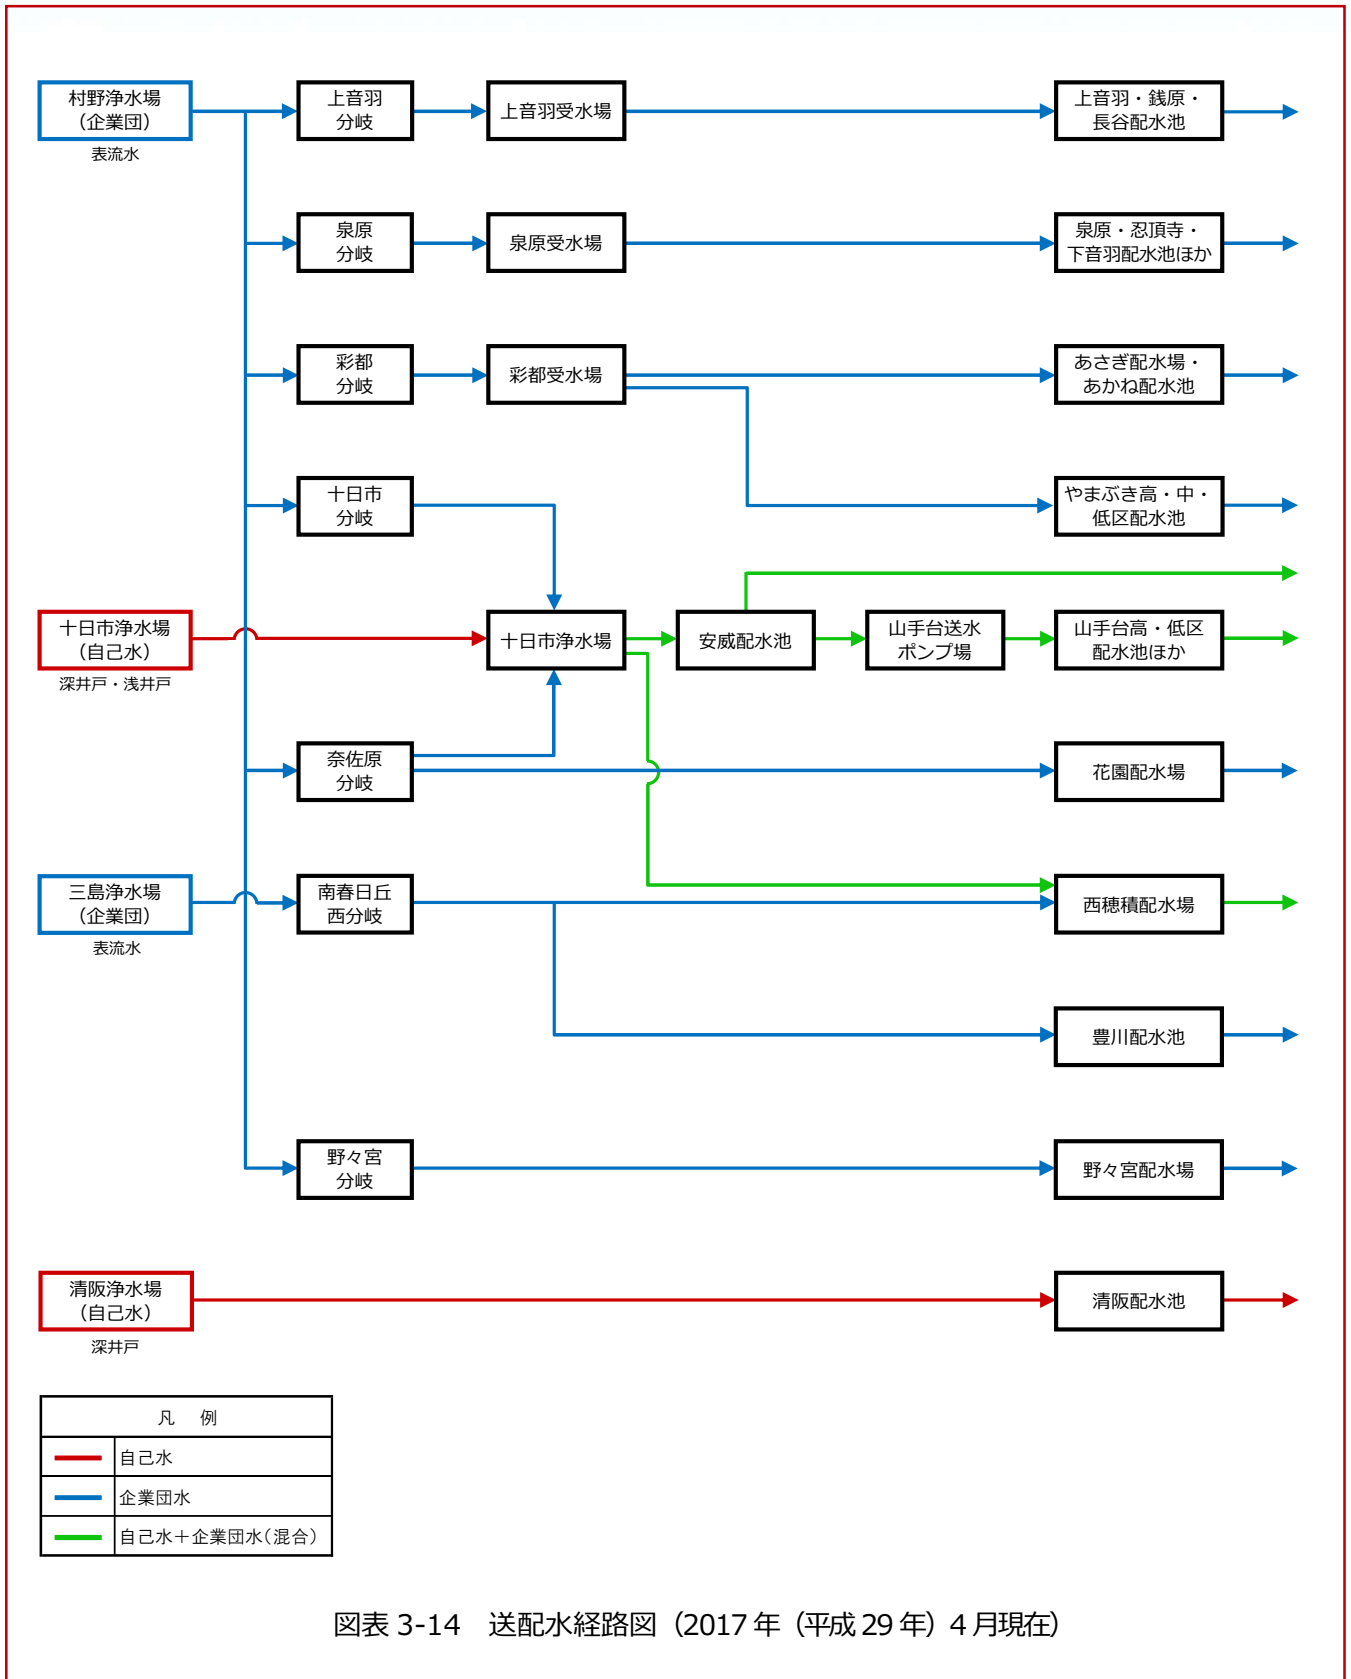 村野浄水場
（企業団）
表流水
上音羽
分岐
上音羽受水場
上音羽・銭原・
長谷配水池
泉原
分岐
泉原受水場
泉原・忍頂寺・
下音羽配水池ほか
彩都
分岐
彩都受水場
あさぎ配水場・
あかね配水池
十日市
分岐
やまぶき高・中・
低区配水池
十日市浄水場
（自己水）
深井戸・浅井戸
十日市浄水場
安威配水池
山手台送水
ポンプ場
山手台高・低区
配水池ほか
奈佐原
分岐
花園配水場
三島浄水場
（企業団）
表流水
南春日丘
西分岐
西穂積配水場
豊川配水池
野々宮
分岐
野々宮配水場
清阪浄水場
（自己水）
深井戸
清阪配水池
凡　例
自己水
企業団水
自己水＋企業団水（混合）
図表 3-14　送配水経路図（2017 年（平成 29 年）4 月現在）